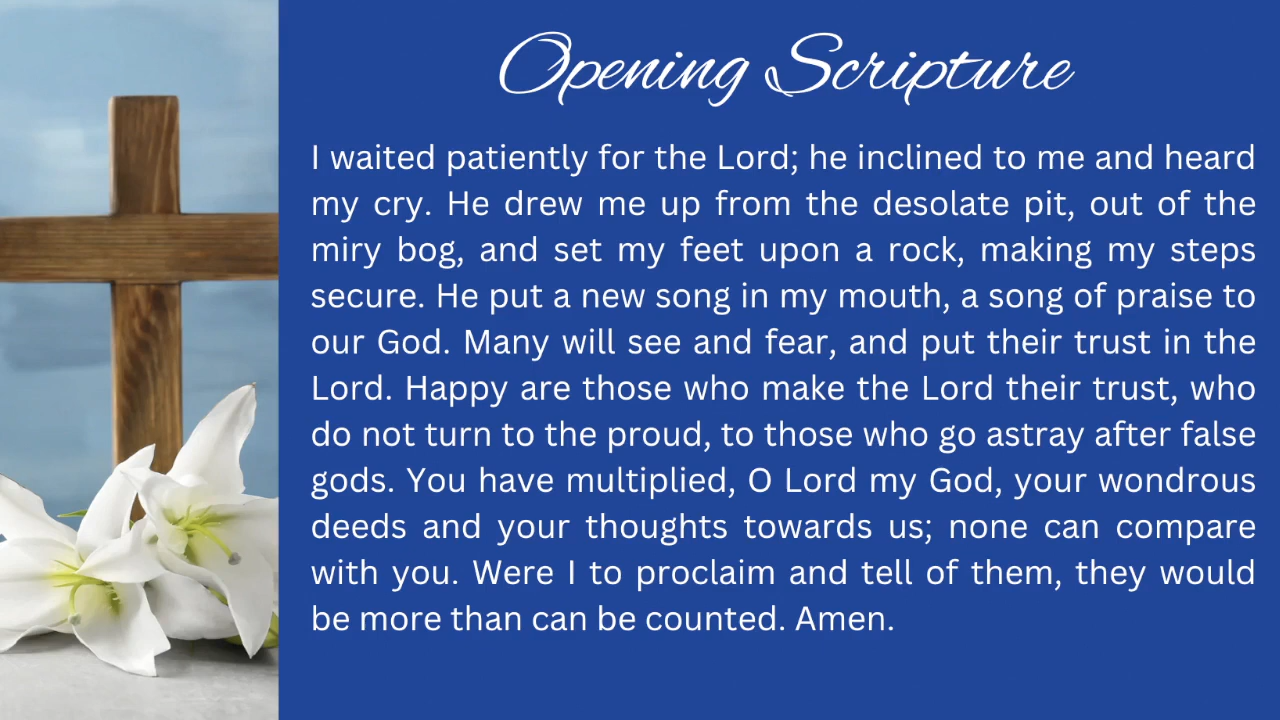 Opening Scripture
I waited patiently for the Lord; he inclined to me and heard
my cry. He drew me up from the desolate pit, out of the
miry bog, and set my feet upon a rock, making my steps
secure. He put a new song in my mouth, a song of praise to
our God. Many will see and fear, and put their trust in the
Lord. Happy are those who make the Lord their trust, who
do not turn to the proud, to those who go astray after false
gods. You have multiplied, O Lord my God, your wondrous
deeds and your thoughts towards us; none can compare
with you. Were I to proclaim and tell of them, they would
be more than can be counted. Amen.